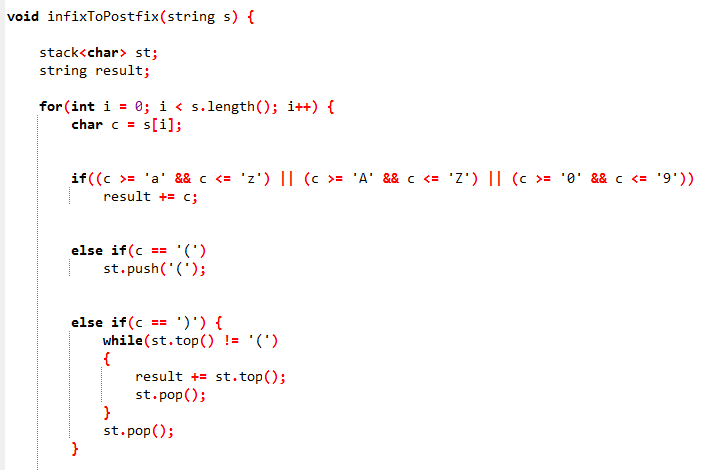 void infixToPostfix(string s) {
stack<char> st;
string result;
for(int i = 0; i < s.length(); i++) {
char c = s[i];
if((c >= 'a' && c <= 'z') || (c >= 'A' && c <= 'Z') || (c >= '0' && c <= '9'))
result += c;
else if(c == '(')
st.push('(');
else if(c == ')') {
while(st.top() != '(')
{
result += st.top();
st.pop();
}
st.pop();
}